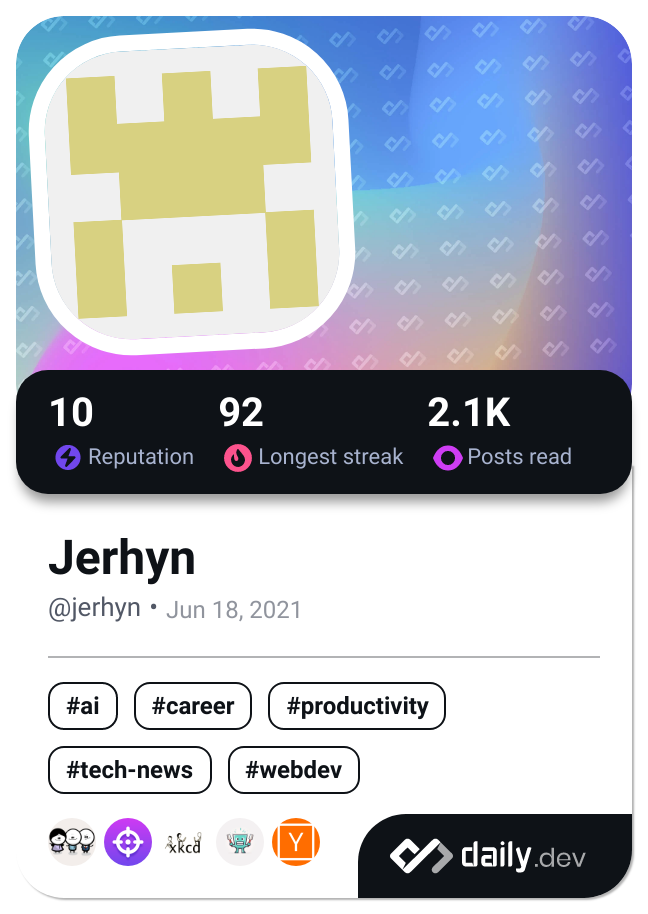 10 92 2.1K
Reputation Longest streak Posts read
Jerhyn
@jerhyn • Jun 18, 2021
#ai #career #productivity
#tech-news #webdev
xkcd Y
daily.dev